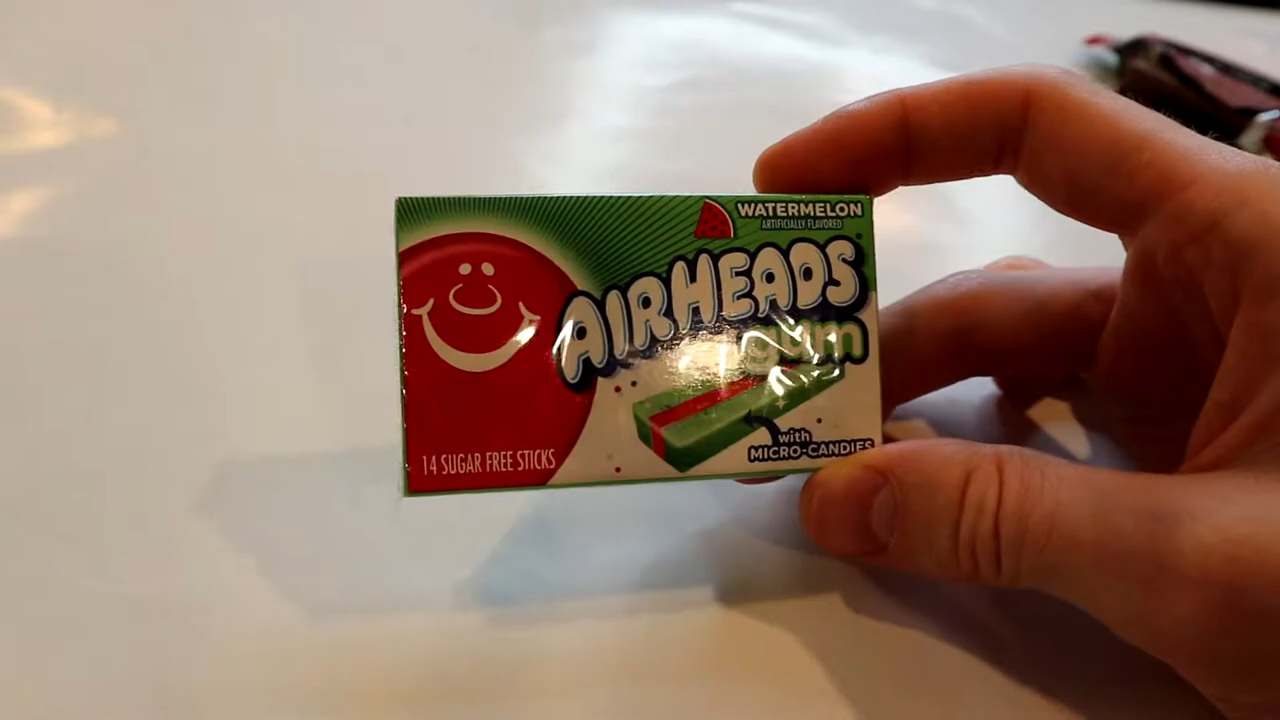 WATERMELON
ARTIFICIALLY FLAVORED
AIRHEADS
gum
with
MICRO-CANDIES
14 SUGAR FREE STICKS